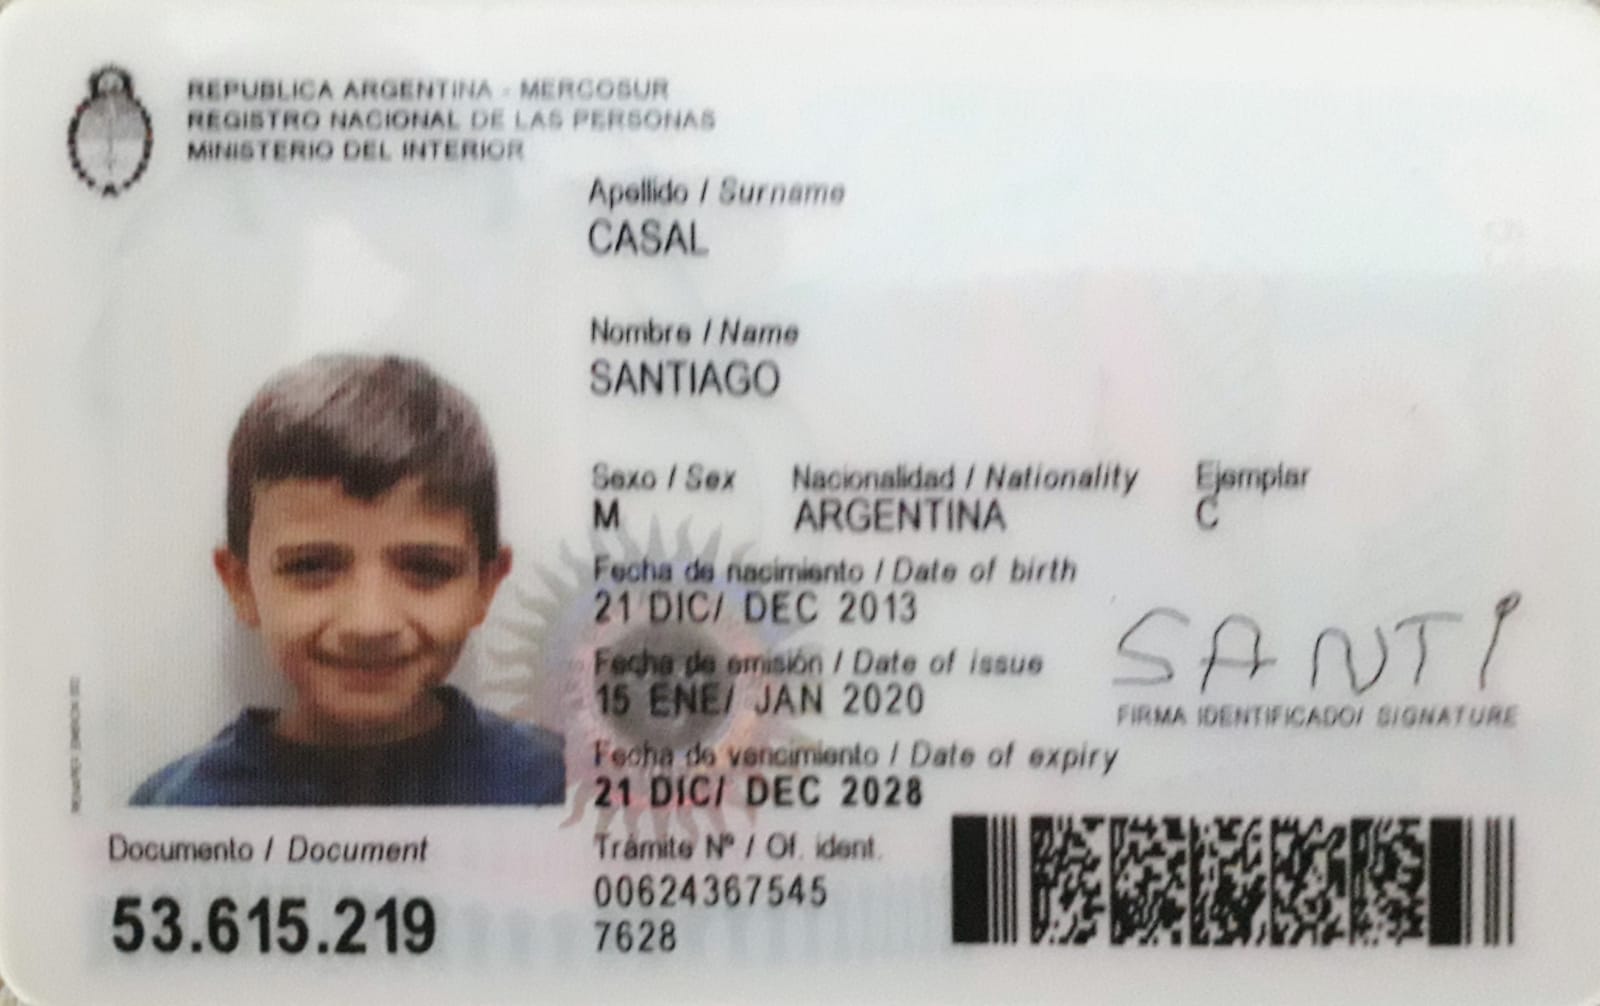 REPUBLICA ARGENTINA - MERCOSUR
REGISTRO NACIONAL DE LAS PERSONAS
MINISTERIO DEL INTERIOR
Apellido / Surname
CASAL
Nombre / Name
SANTIAGO
Sexo / Sex Nacionalidad / Nationality Ejemplar
M ARGENTINA C
Fecha de nacimiento / Date of birth
21 DIC/ DEC 2013
Fecha de emisión / Date of issue
15 ENE/ JAN 2020
SANTI
FIRMA IDENTIFICADO/ SIGNATURE
Fecha de vencimiento / Date of expiry
21 DIC/ DEC 2028
Documento / Document
53.615.219
Trámite Nº / Of. ident.
00624367545
7628